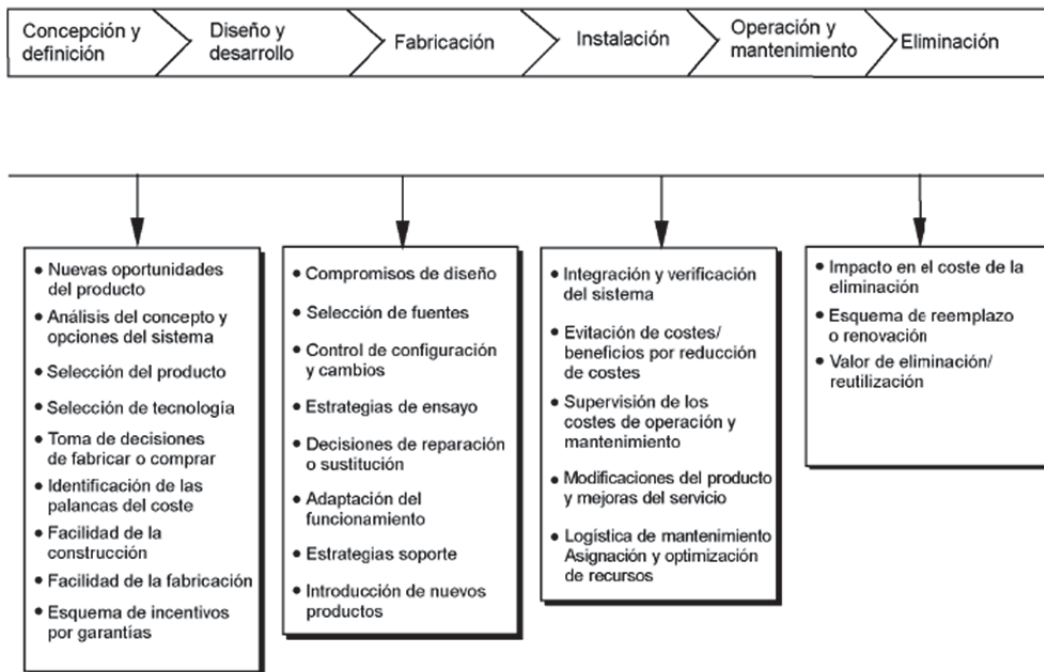 Concepción y
definición
Diseño y
desarrollo
Fabricación
Instalación
Operación y
mantenimiento
Eliminación
• Nuevas oportunidades
del producto
• Análisis del concepto y
opciones del sistema
• Selección del producto
• Selección de tecnología
• Toma de decisiones
de fabricar o comprar
• Identificación de las
palancas del coste
• Facilidad de la
construcción
• Facilidad de la fabricación
• Esquema de incentivos
por garantías
• Compromisos de diseño
• Selección de fuentes
• Control de configuración
y cambios
• Estrategias de ensayo
• Decisiones de reparación
o sustitución
• Adaptación del
funcionamiento
• Estrategias soporte
• Introducción de nuevos
productos
• Integración y verificación
del sistema
• Evitación de costes/
beneficios por reducción
de costes
• Supervisión de los
costes de operación y
mantenimiento
• Modificaciones del producto
y mejoras del servicio
• Logística de mantenimiento
Asignación y optimización
de recursos
• Impacto en el coste de la
eliminación
• Esquema de reemplazo
o renovación
• Valor de eliminación/
reutilización